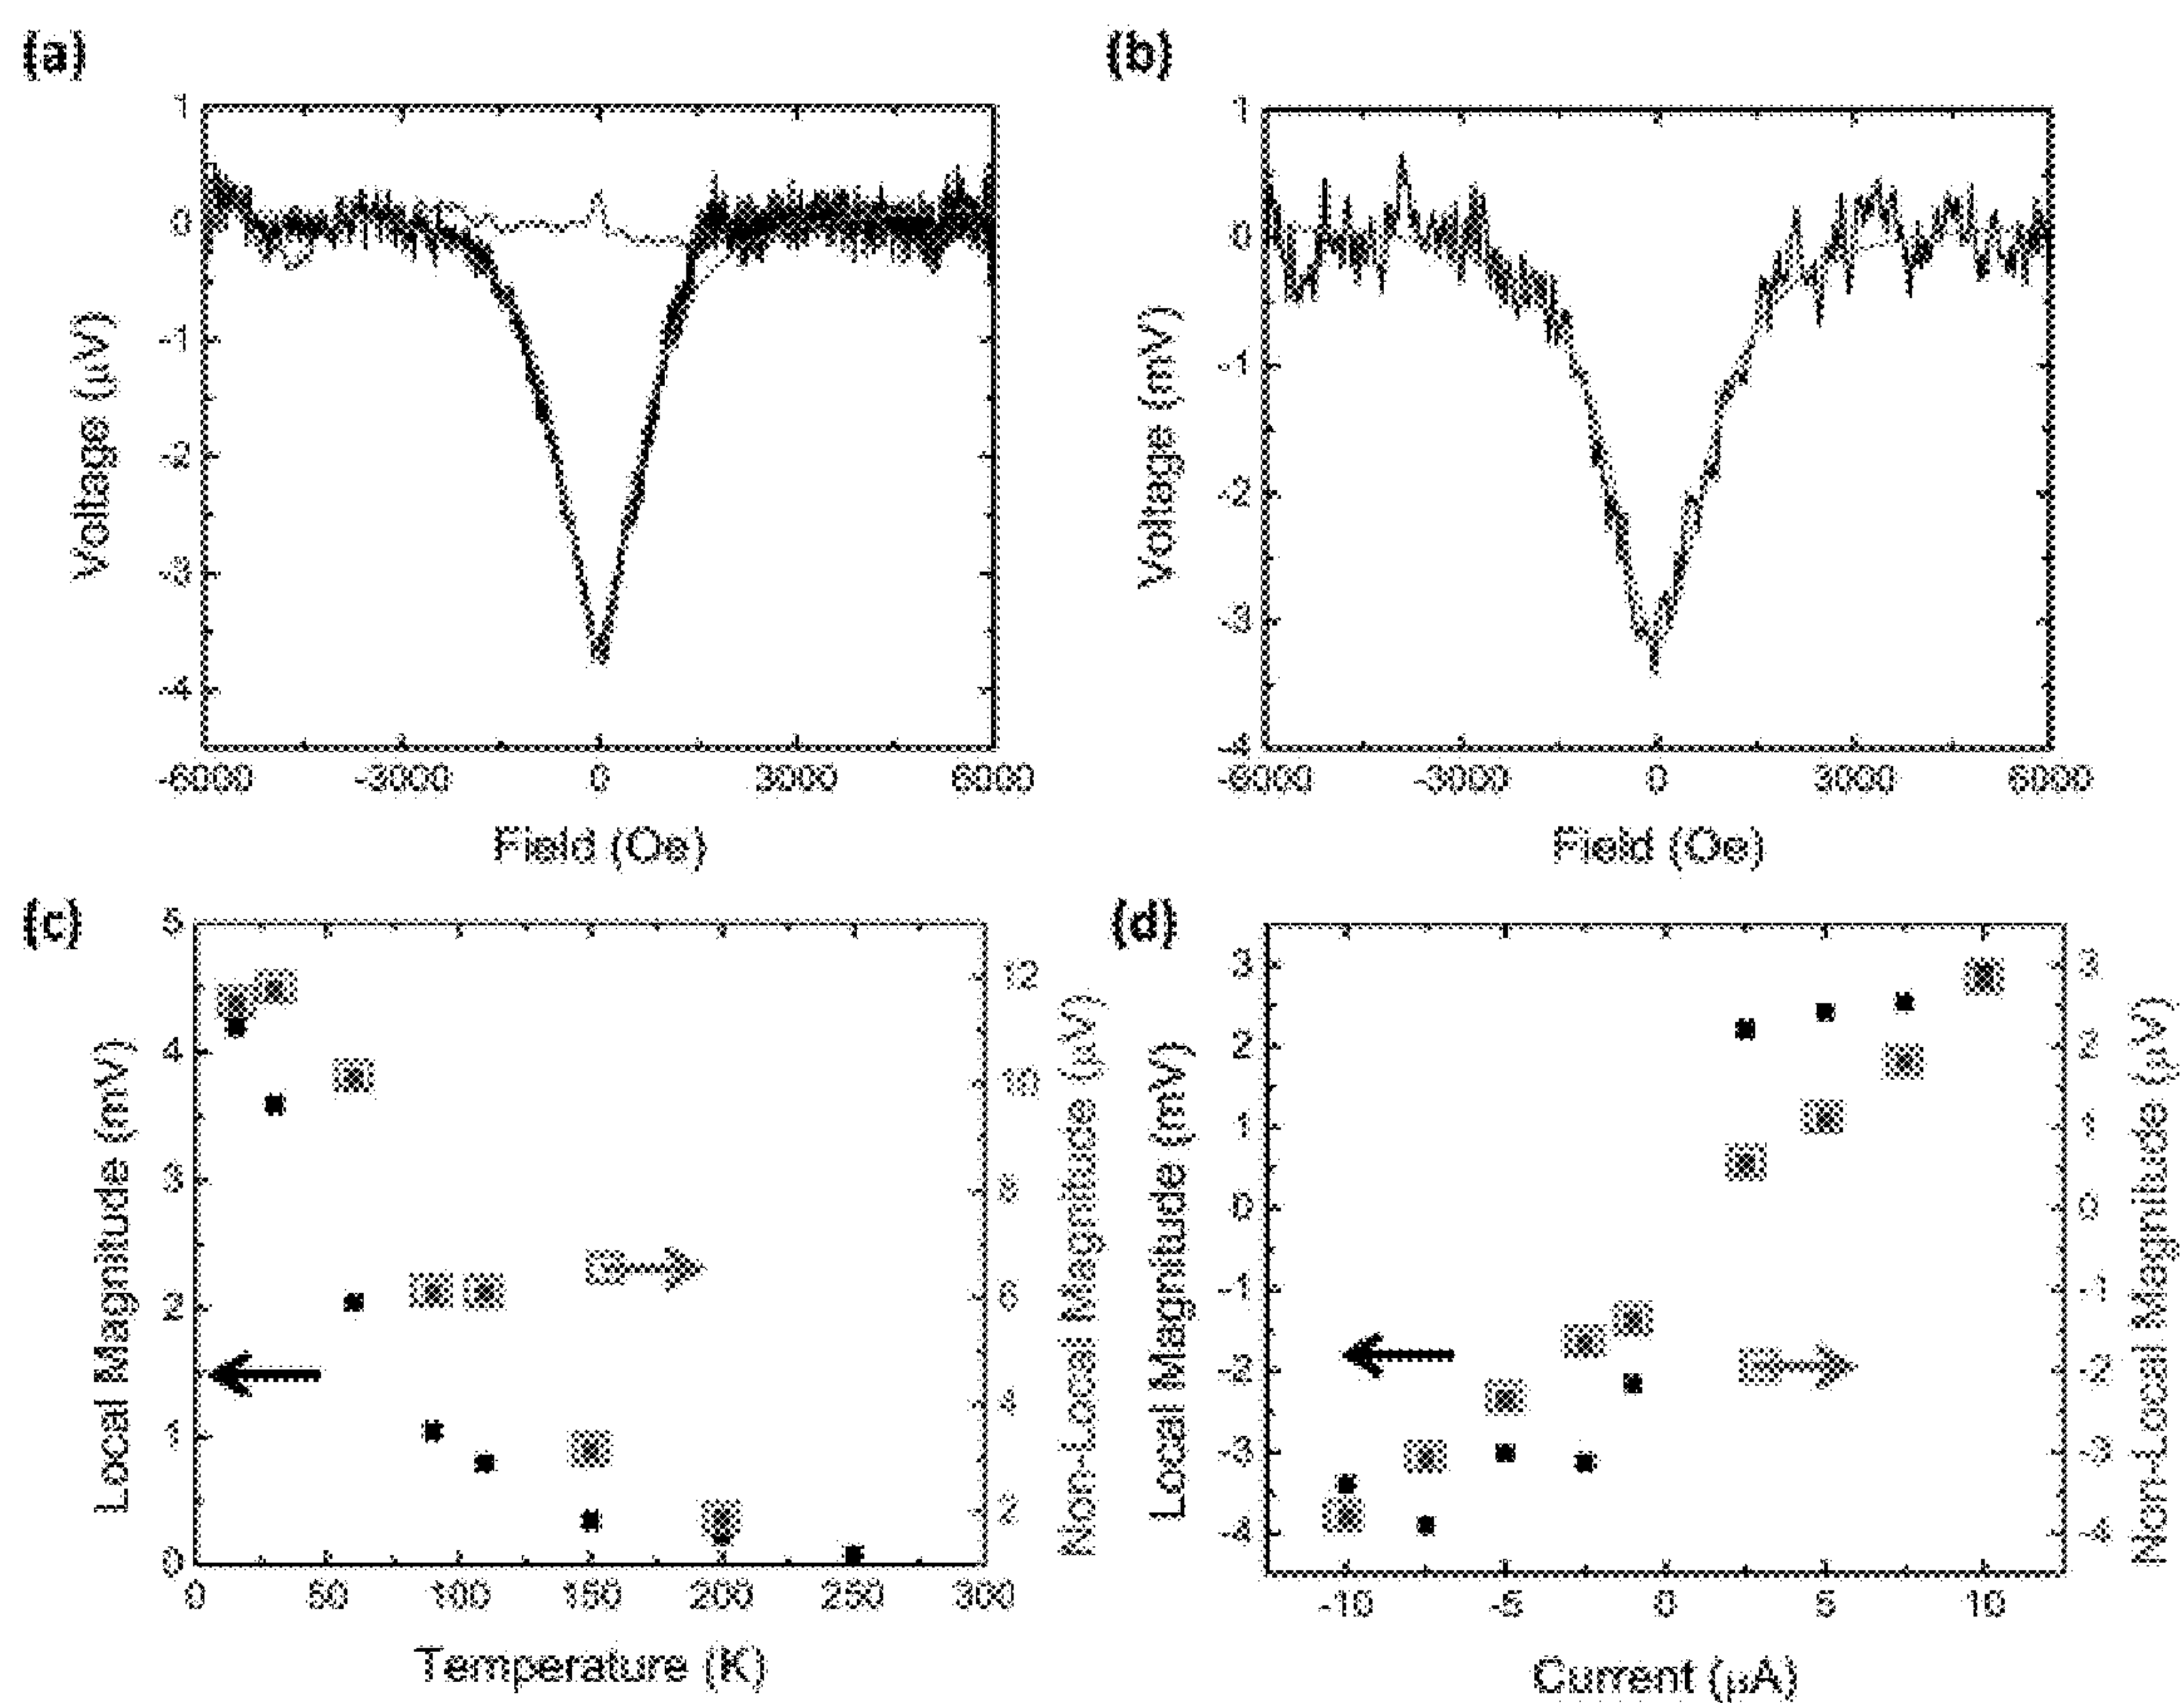 (a)
1
0
-1
-2
-3
-4
Voltage (μV)
-6000 -3000 0 3000 6000
Field (Oe)
(b)
1
0
-1
-2
-3
-4
Voltage (mV)
-6000 -3000 0 3000 6000
Field (Oe)
(c)
5
4
3
2
1
0
Local Magnitude (mV)
12
10
8
6
4
2
Non-Local Magnitude (μV)
0 50 100 150 200 250 300
Temperature (K)
(d)
3
2
1
0
-1
-2
-3
-4
Local Magnitude (mV)
3
2
1
0
-1
-2
-3
-4
Non-Local Magnitude (μV)
-10 -5 0 5 10
Current (μA)